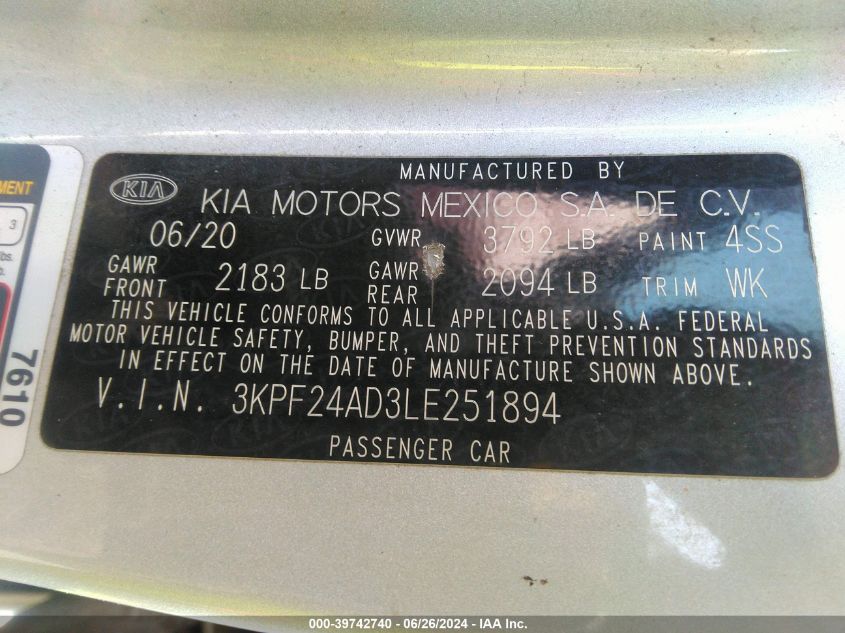 MENT
3
bs.
b.
7610
KIA
MANUFACTURED BY
KIA MOTORS MEXICO S.A. DE C.V.
06/20 GVWR 3792 LB PAINT 4SS
GAWR FRONT 2183 LB GAWR REAR 2094 LB TRIM WK
THIS VEHICLE CONFORMS TO ALL APPLICABLE U.S.A. FEDERAL
MOTOR VEHICLE SAFETY, BUMPER, AND THEFT PREVENTION STANDARDS
IN EFFECT ON THE DATE OF MANUFACTURE SHOWN ABOVE.
V.I.N. 3KPF24AD3LE251894
PASSENGER CAR
000-39742740 - 06/26/2024 - IAA Inc.